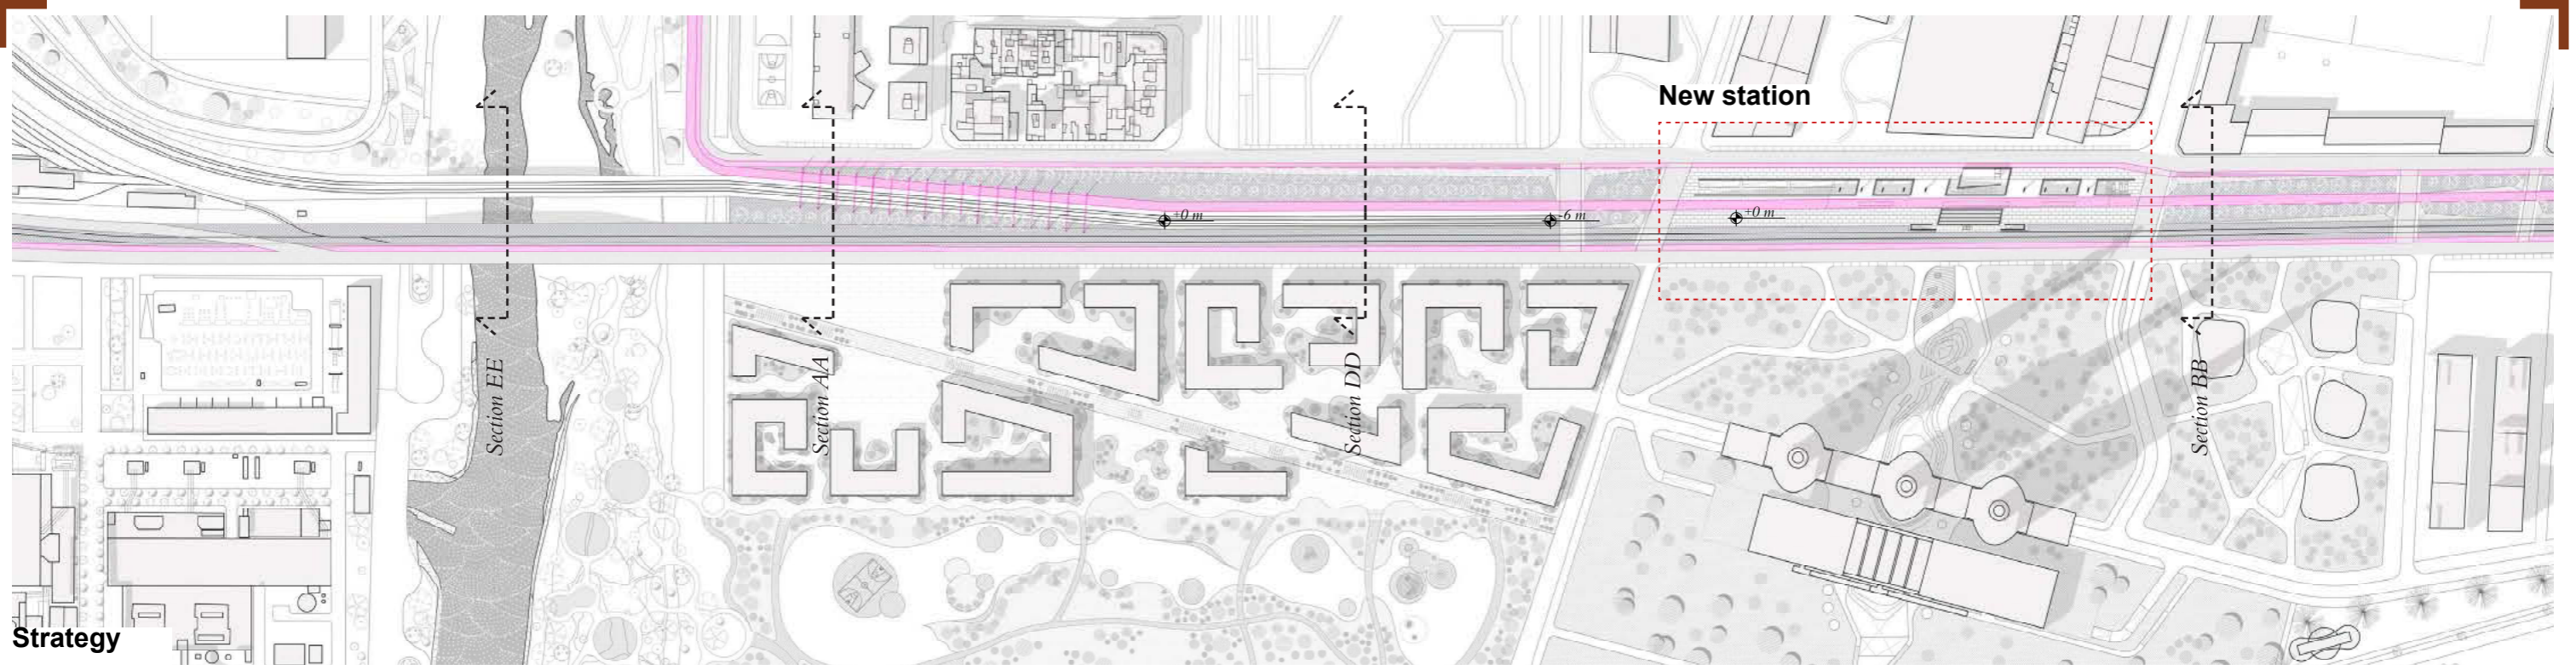 New station
+0 m
-6 m
+0 m
Section EE
Section AA
Section DD
Section BB
Strategy